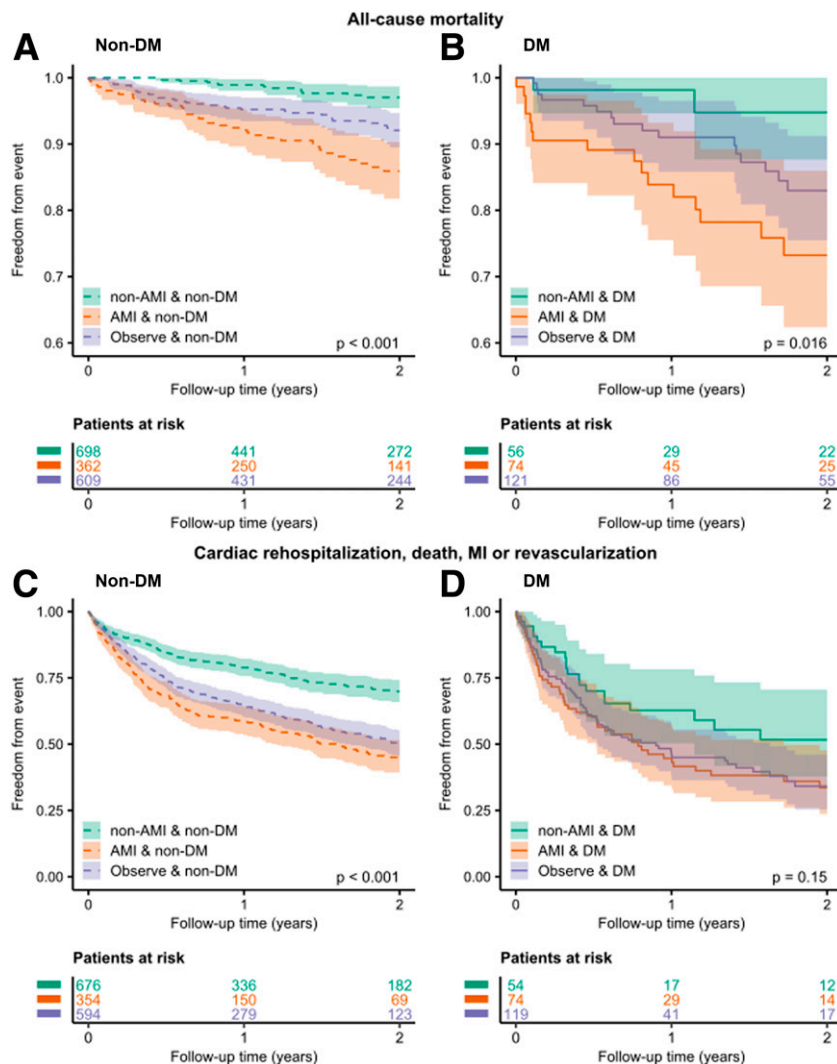 All-cause mortality
A Non-DM
Freedom from event
1.0
0.9
0.8
0.7
0.6
non-AMI & non-DM
AMI & non-DM
Observe & non-DM
p < 0.001
0 1 2
Follow-up time (years)
Patients at risk
698 441 272
362 250 141
609 431 244
0 1 2
Follow-up time (years)
B DM
Freedom from event
1.0
0.9
0.8
0.7
0.6
non-AMI & DM
AMI & DM
Observe & DM
p = 0.016
0 1 2
Follow-up time (years)
Patients at risk
56 29 22
74 45 25
121 86 55
0 1 2
Follow-up time (years)
Cardiac rehospitalization, death, MI or revascularization
C Non-DM
Freedom from event
1.00
0.75
0.50
0.25
0.00
non-AMI & non-DM
AMI & non-DM
Observe & non-DM
p < 0.001
0 1 2
Follow-up time (years)
Patients at risk
676 336 182
354 150 69
594 279 123
0 1 2
Follow-up time (years)
D DM
Freedom from event
1.00
0.75
0.50
0.25
0.00
non-AMI & DM
AMI & DM
Observe & DM
p = 0.15
0 1 2
Follow-up time (years)
Patients at risk
54 17 12
74 29 14
119 41 17
0 1 2
Follow-up time (years)